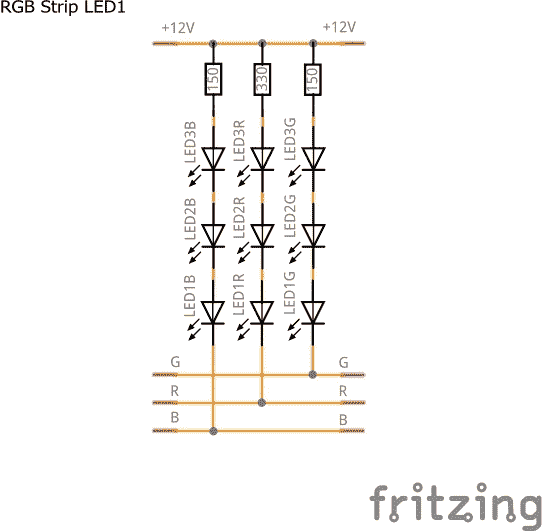 RGB Strip LED1
+12V +12V
150 330 150
LED3B LED3R LED3G
LED2B LED2R LED2G
LED1B LED1R LED1G
G G
R R
B B
fritzing